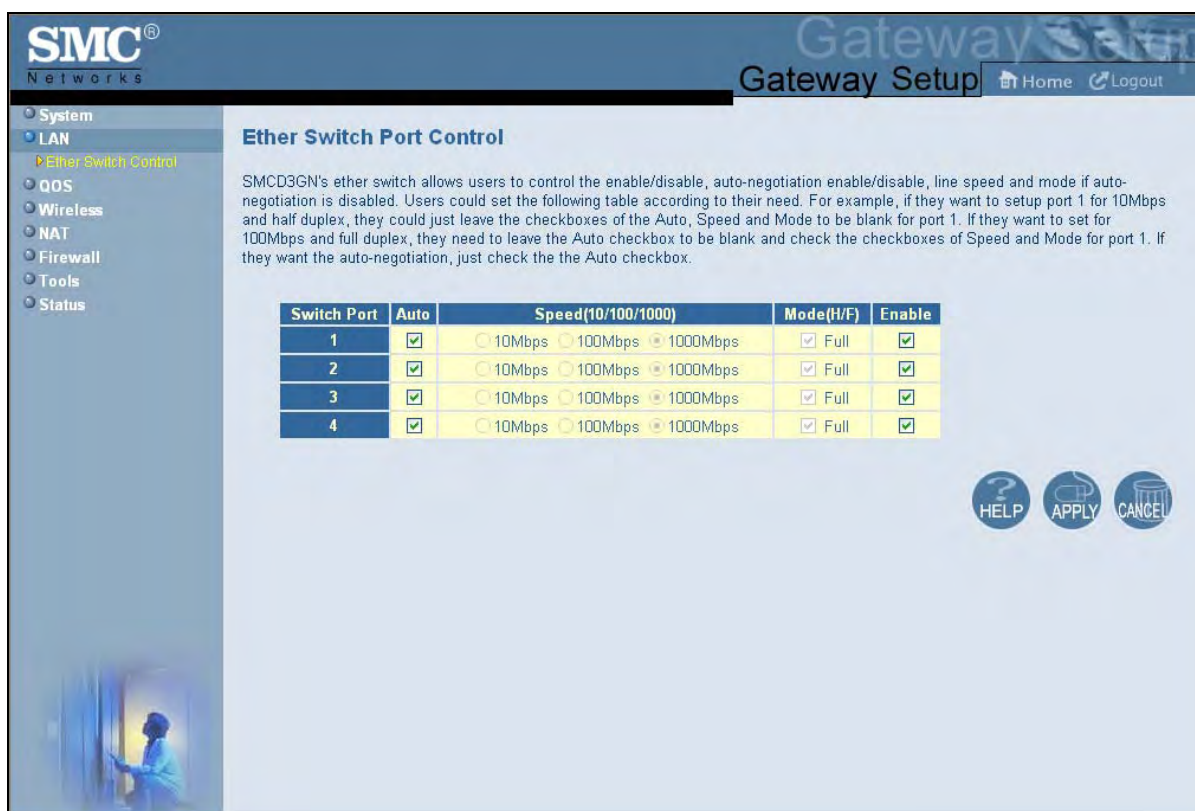 SMC®
Networks
Gateway Setup
Gateway Setup
Home
Logout
System
LAN
Ether Switch Control
QOS
Wireless
NAT
Firewall
Tools
Status
Ether Switch Port Control
SMCD3GN's ether switch allows users to control the enable/disable, auto-negotiation enable/disable, line speed and mode if auto-
negotiation is disabled. Users could set the following table according to their need. For example, if they want to setup port 1 for 10Mbps
and half duplex, they could just leave the checkboxes of the Auto, Speed and Mode to be blank for port 1. If they want to set for
100Mbps and full duplex, they need to leave the Auto checkbox to be blank and check the checkboxes of Speed and Mode for port 1. If
they want the auto-negotiation, just check the the Auto checkbox.
Switch Port Auto Speed(10/100/1000) Mode(H/F) Enable
1 10Mbps 100Mbps 1000Mbps Full
2 10Mbps 100Mbps 1000Mbps Full
3 10Mbps 100Mbps 1000Mbps Full
4 10Mbps 100Mbps 1000Mbps Full
HELP APPLY CANCEL